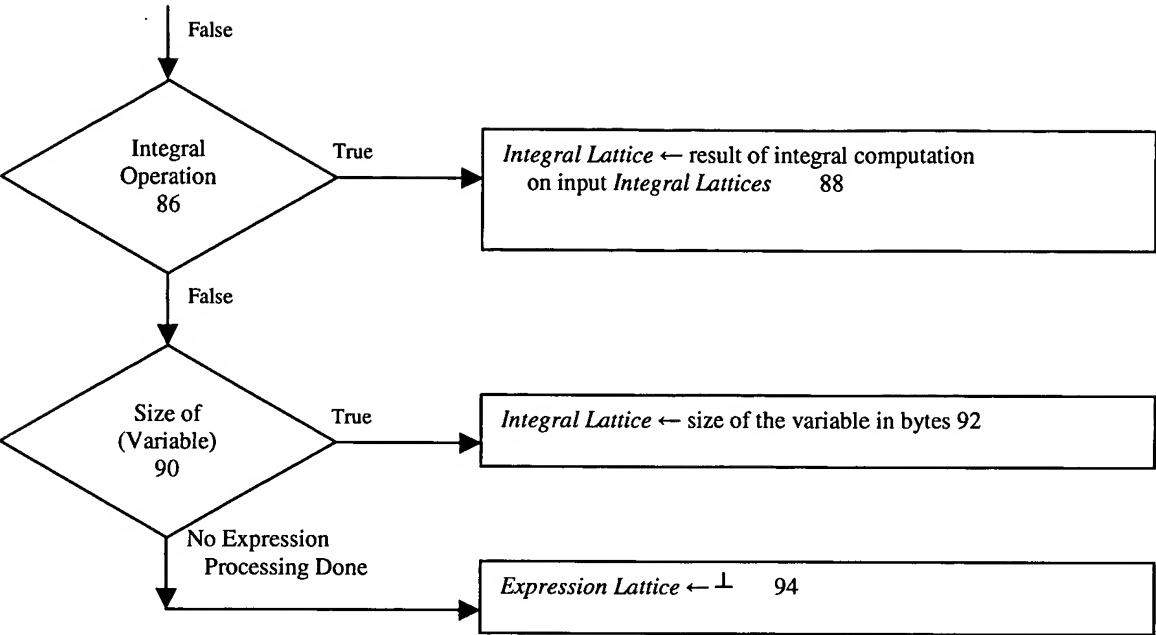 False
Integral
Operation
86
True
Integral Lattice ← result of integral computation
on input Integral Lattices 88
False
Size of
(Variable)
90
True
Integral Lattice ← size of the variable in bytes 92
No Expression
Processing Done
Expression Lattice ← ⊥ 94